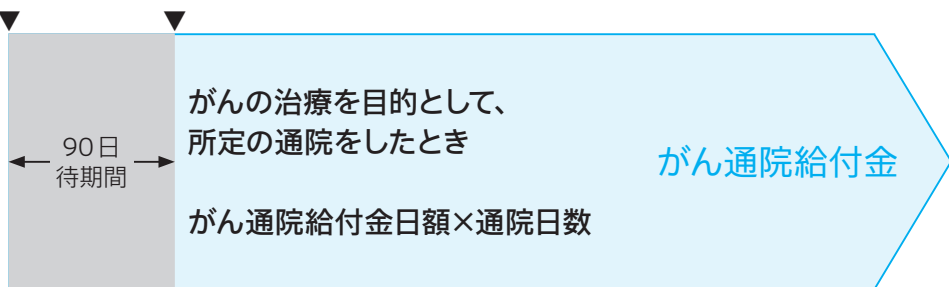 90日
待期間
がんの治療を目的として、
所定の通院をしたとき
がん通院給付金日額×通院日数
がん通院給付金